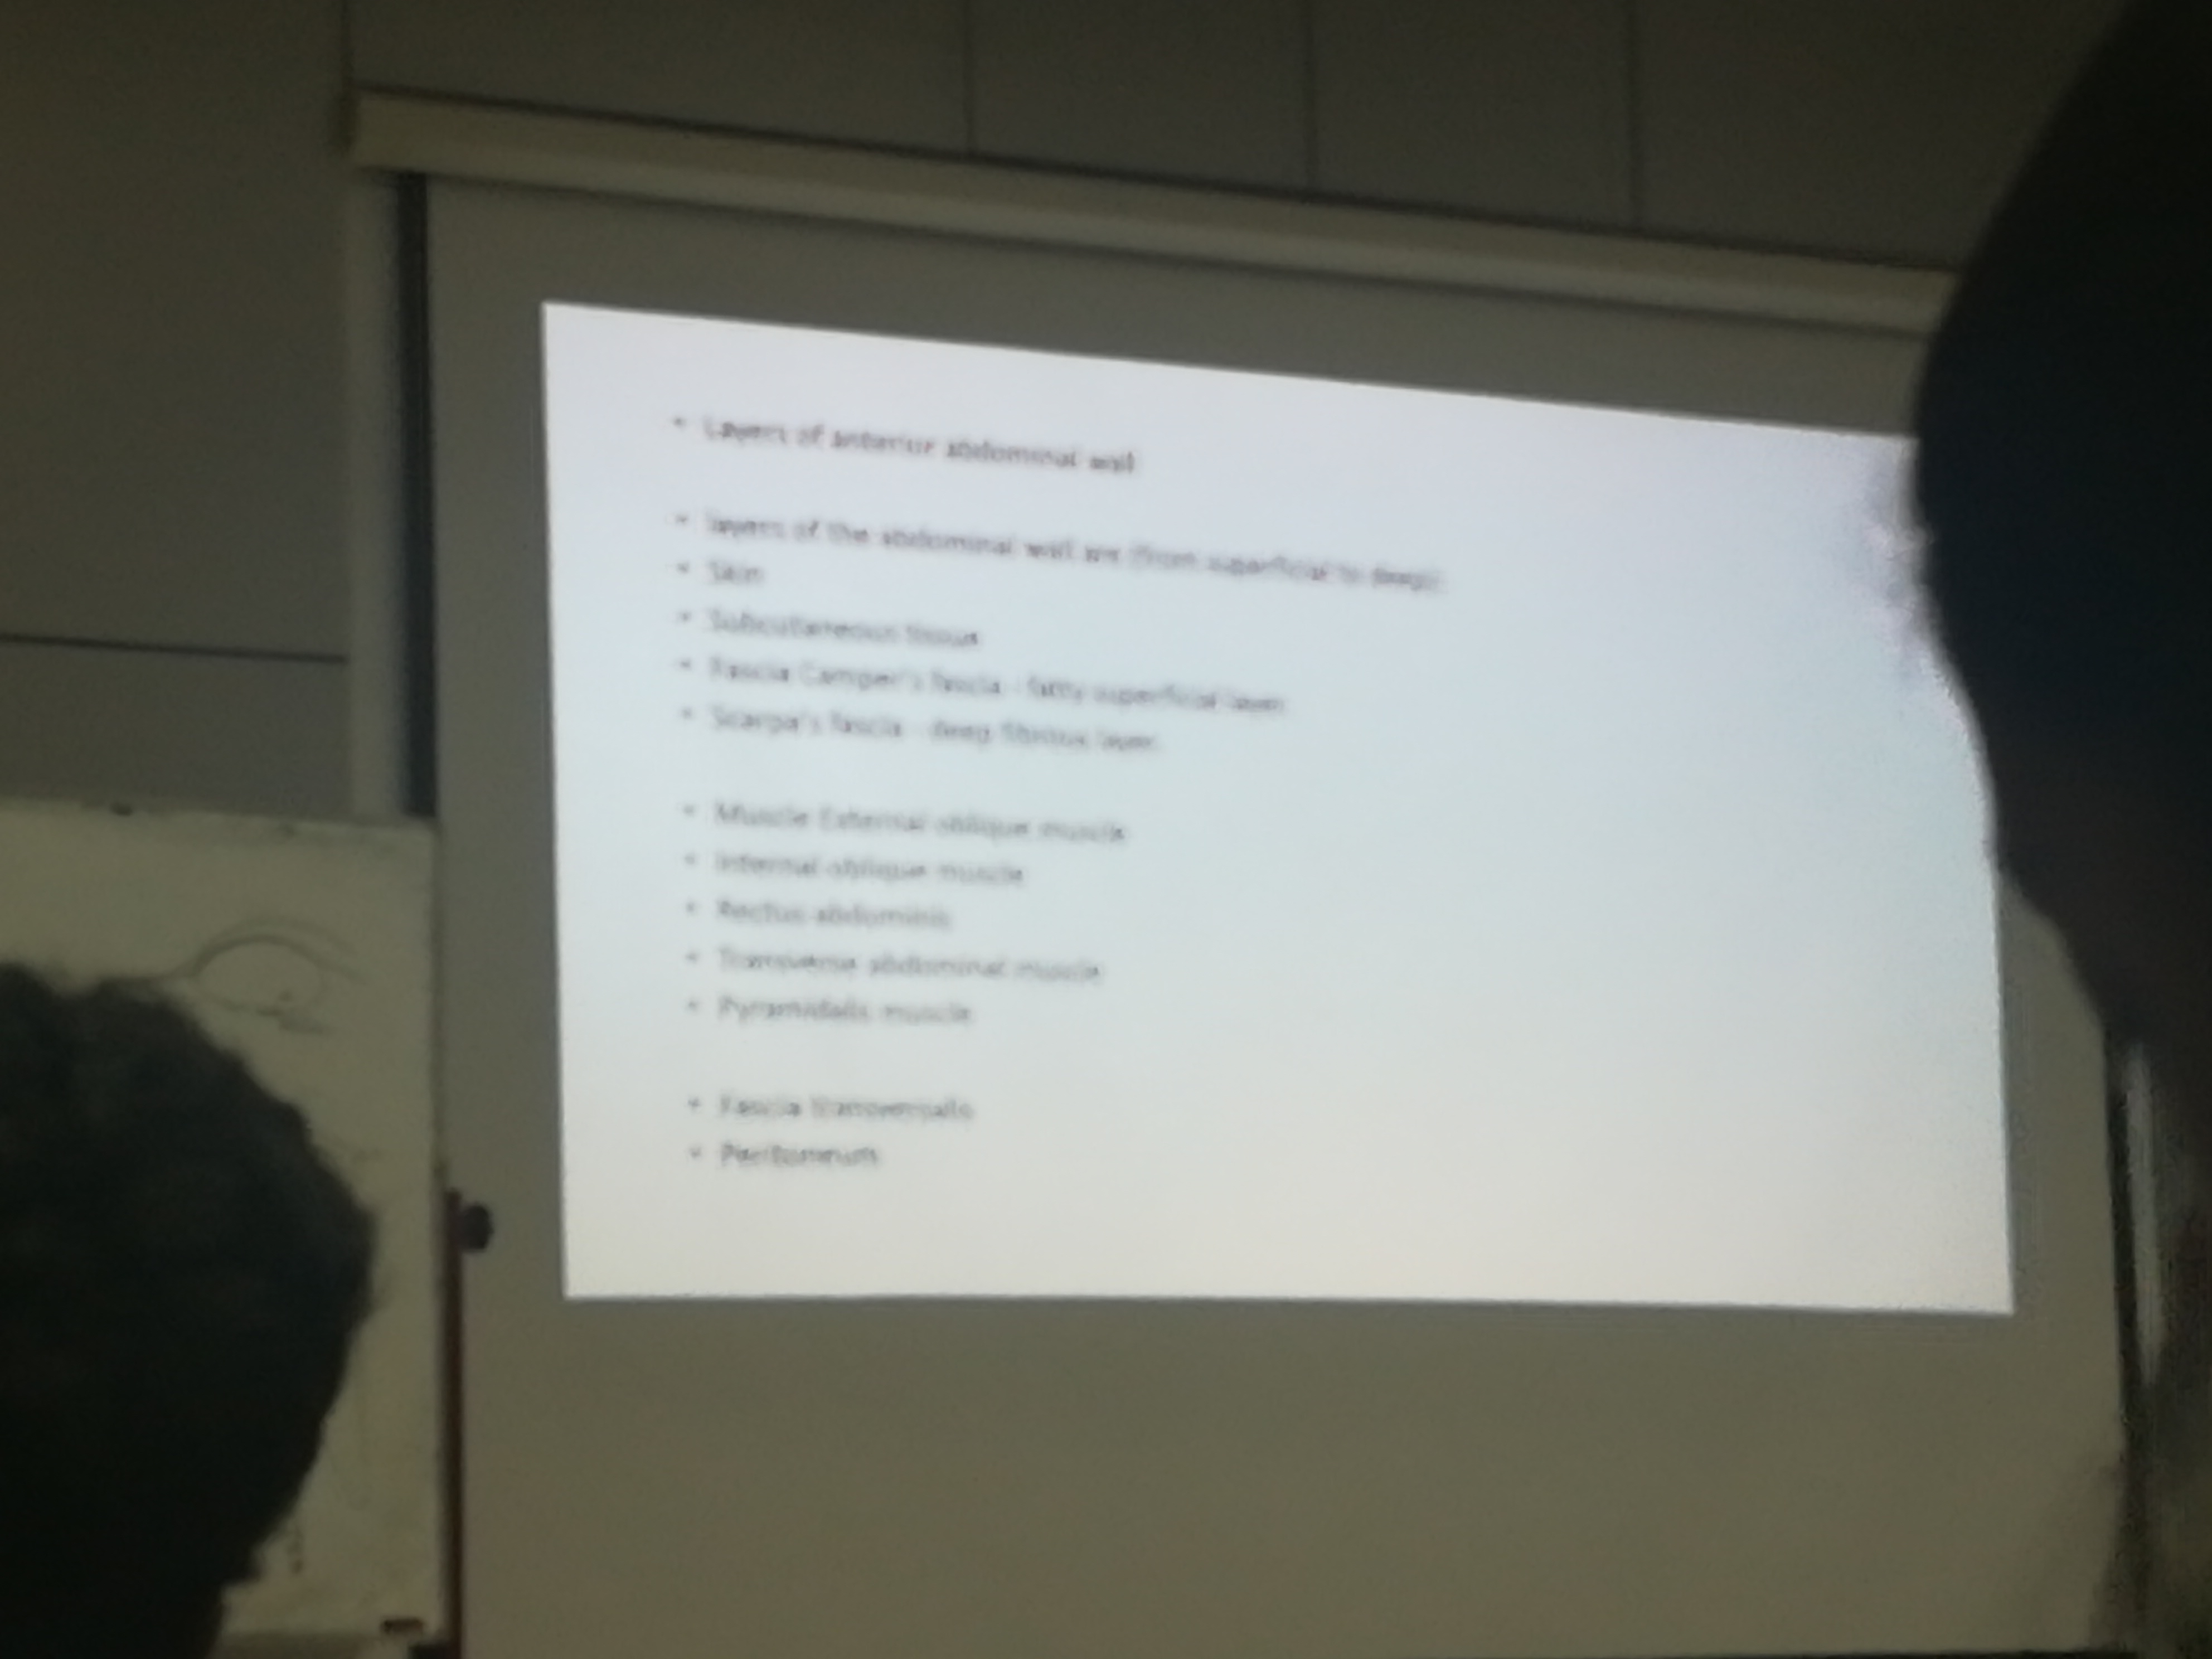 • Layers of anterior abdominal wall
• layers of the abdominal wall are (from superficial to deep):
• Skin
• Subcutaneous tissue
• Fascia Camper's fascia - fatty superficial layer.
• Scarpa's fascia - deep fibrous layer.
• Muscle External oblique muscle
• Internal oblique muscle
• Rectus abdominis
• Transverse abdominal muscle
• Pyramidalis muscle
• Fascia transversalis
• Peritoneum